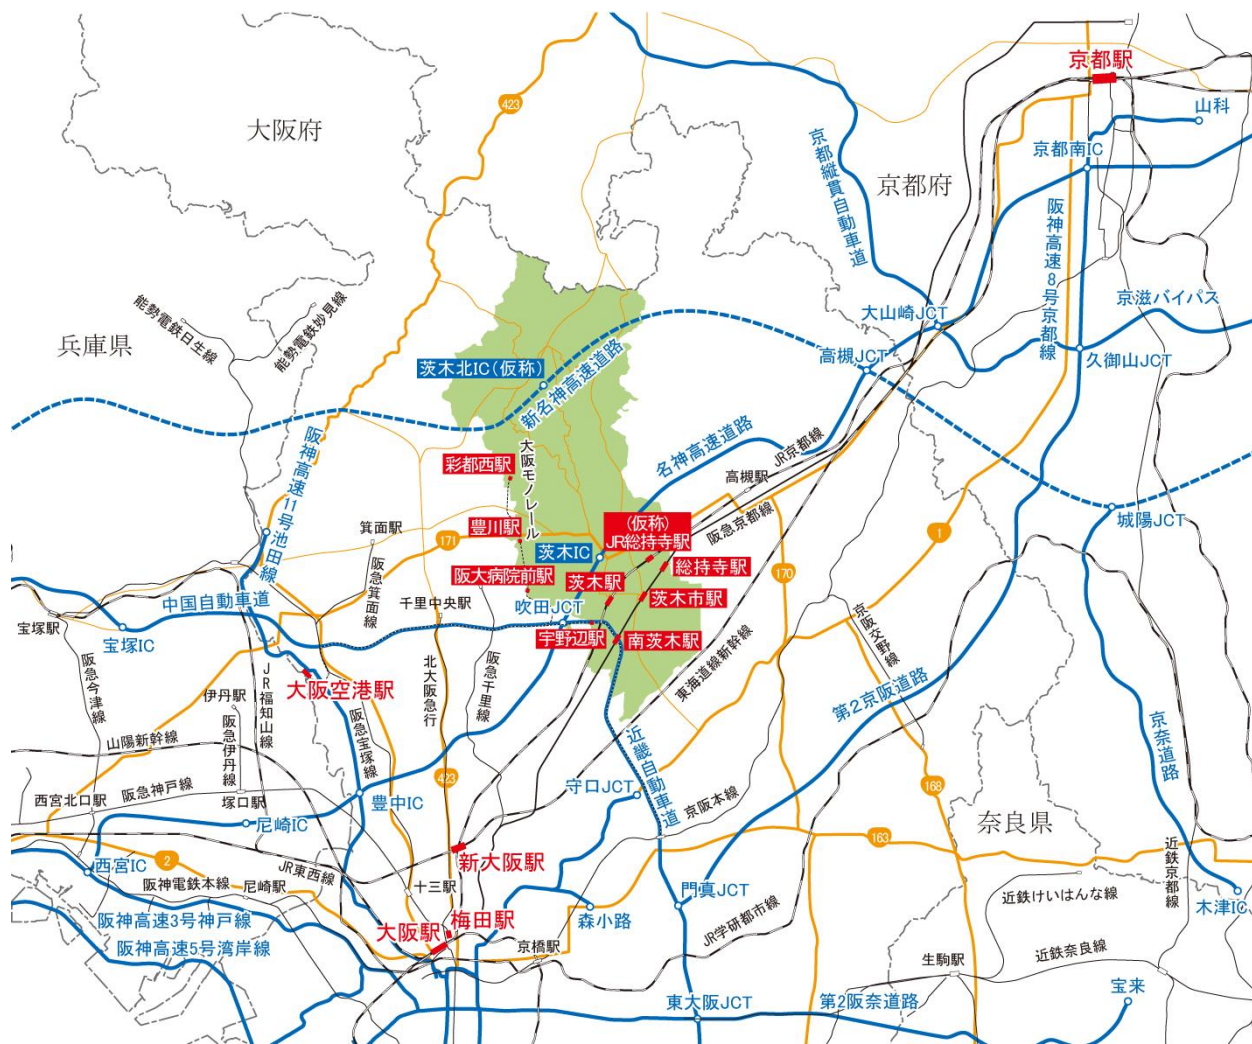 京都駅
山科
423
大阪府
京都南IC
京都府
京都縦貫自動車道
阪神高速8号京都線
京滋バイパス
能勢電鉄日生線
能勢電鉄妙見線
大山崎JCT
兵庫県
高槻JCT
久御山JCT
茨木北IC(仮称)
新名神高速道路
阪神高速11号池田線
大阪モノレール
名神高速道路
JR京都線
彩都西駅
高槻駅
城陽JCT
箕面駅
171
豊川駅
(仮称)
JR総持寺駅
阪急京都線
1
茨木IC
総持寺駅
170
阪急箕面線
阪大病院前駅
茨木駅
茨木市駅
中国自動車道
千里中央駅
吹田JCT
宝塚駅
宝塚IC
宇野辺駅
南茨木駅
京阪交野線
阪急今津線
JR福知山線
大阪空港駅
北大阪急行
阪急千里線
東海道線新幹線
第2京阪道路
伊丹駅
阪急伊丹線
阪急宝塚線
京奈道路
山陽新幹線
近畿自動車道
423
168
西宮北口駅
阪急神戸線
塚口駅
豊中IC
守口JCT
京阪本線
尼崎IC
奈良県
163
2
西宮IC
JR東西線
新大阪駅
近鉄京都線
阪神電鉄本線
尼崎駅
十三駅
門真JCT
近鉄けいはんな線
木津IC
阪神高速3号神戸線
大阪駅
梅田駅
森小路
JR学研都市線
阪神高速5号湾岸線
京橋駅
生駒駅
近鉄奈良線
東大阪JCT
第2阪奈道路
宝来